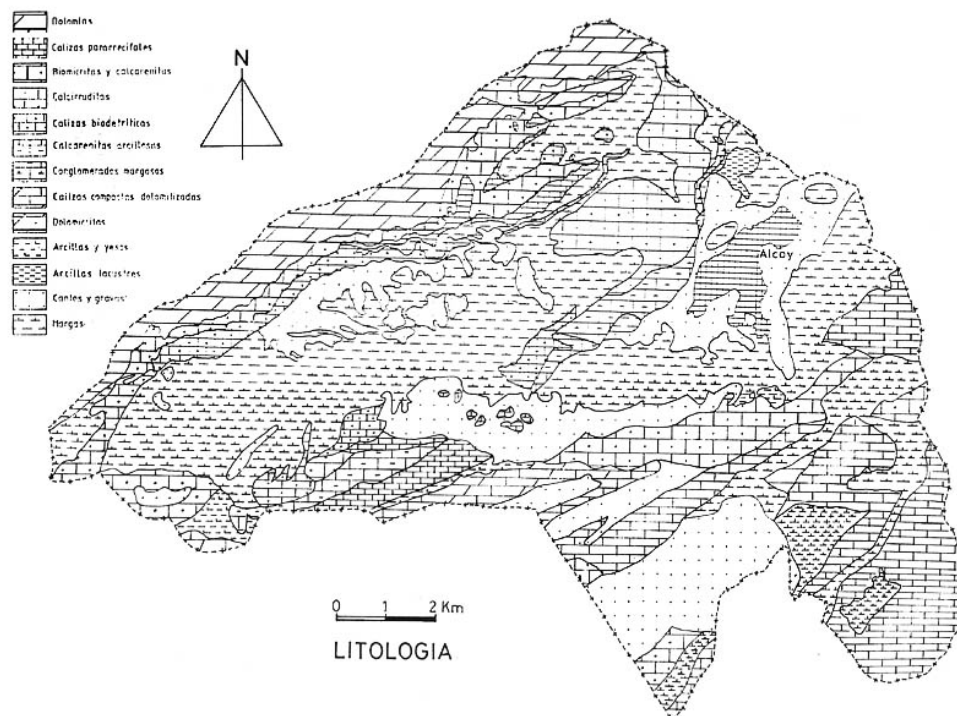 Dolomías
Calizas pararrecifales
Biomicritas y calcarenitas
Calciruditas
Calizas biodetríticas
Calcarenitas arcillosas
Conglomerados margosos
Calizas compactas dolomitizadas
Dolomicritas
Arcillas y yesos
Arcillas lacustres
Cantos y gravas
Margas
N
Alcoy
0 1 2 Km
LITOLOGIA